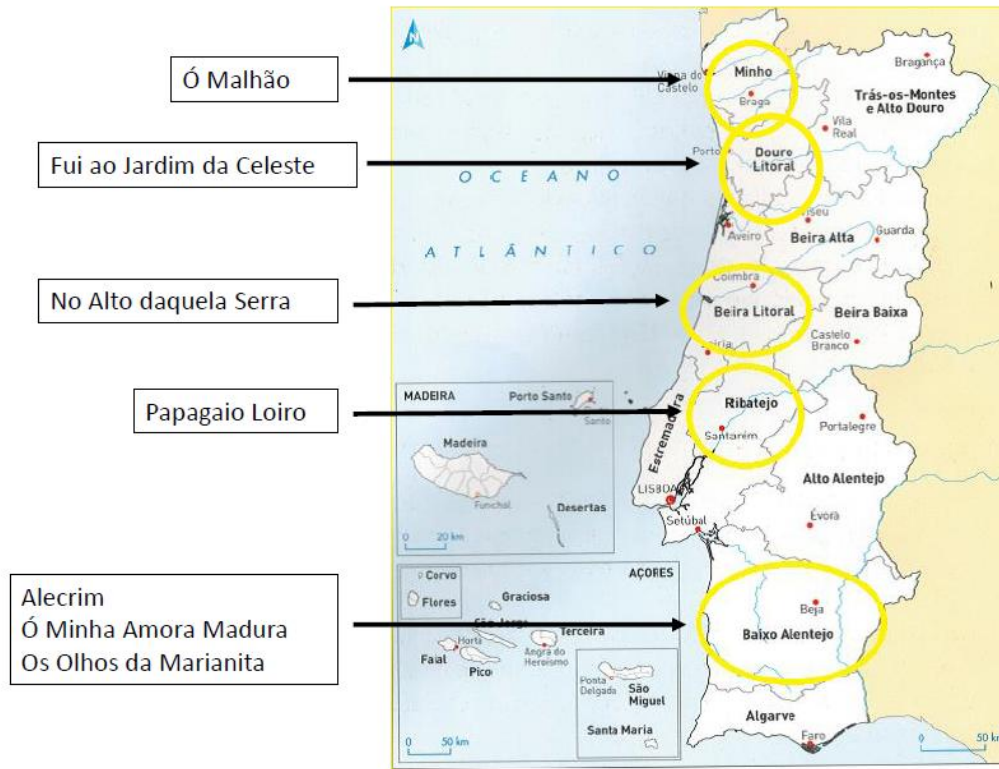 Ó Malhão
Fui ao Jardim da Celeste
No Alto daquela Serra
Papagaio Loiro
Alecrim
Ó Minha Amora Madura
Os Olhos da Marianita
N
OCEANO
ATLÂNTICO
Viana do
Castelo
Minho
Braga
Bragança
Trás-os-Montes
e Alto Douro
Vila
Real
Porto
Douro
Litoral
Viseu
Aveiro
Beira Alta
Guarda
Coimbra
Beira Litoral
Beira Baixa
Castelo
Branco
Leiria
Ribatejo
Santarém
Estremadura
Portalegre
Alto Alentejo
LISBOA
Setúbal
Évora
Beja
Baixo Alentejo
Algarve
Faro
0 50 km
MADEIRA
Porto Santo
Santo
Madeira
Funchal
Desertas
0 20 km
AÇORES
Corvo
Flores
Graciosa
São Jorge
Terceira
Horta
Angra do
Heroísmo
Faial
Pico
Ponta
Delgada
São
Miguel
Santa Maria
0 50 km